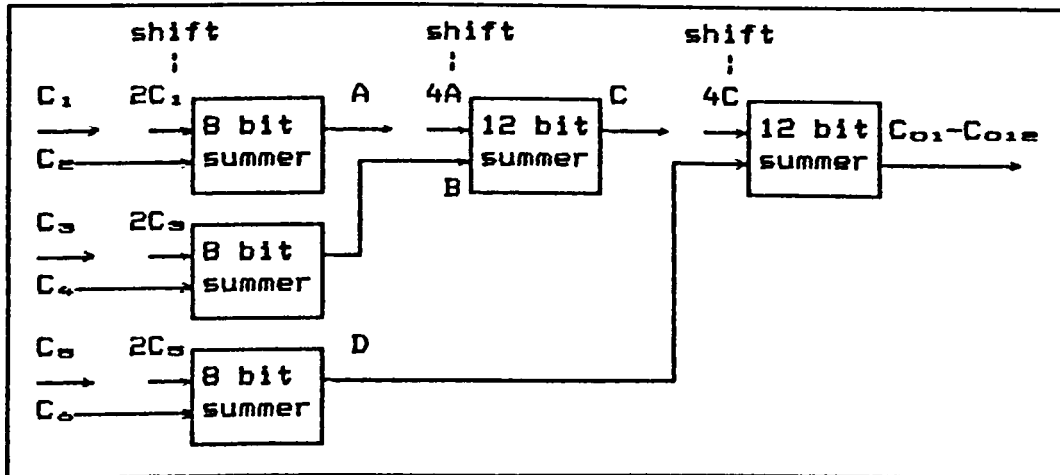 shift shift shift
C₁ 2C₁ 8 bit summer A 4A 12 bit summer C 4C 12 bit summer C₀₁-C₀₁₂
C₂
B
C₃ 2C₃ 8 bit summer
C₄
C₅ 2C₅ 8 bit summer D
C₆